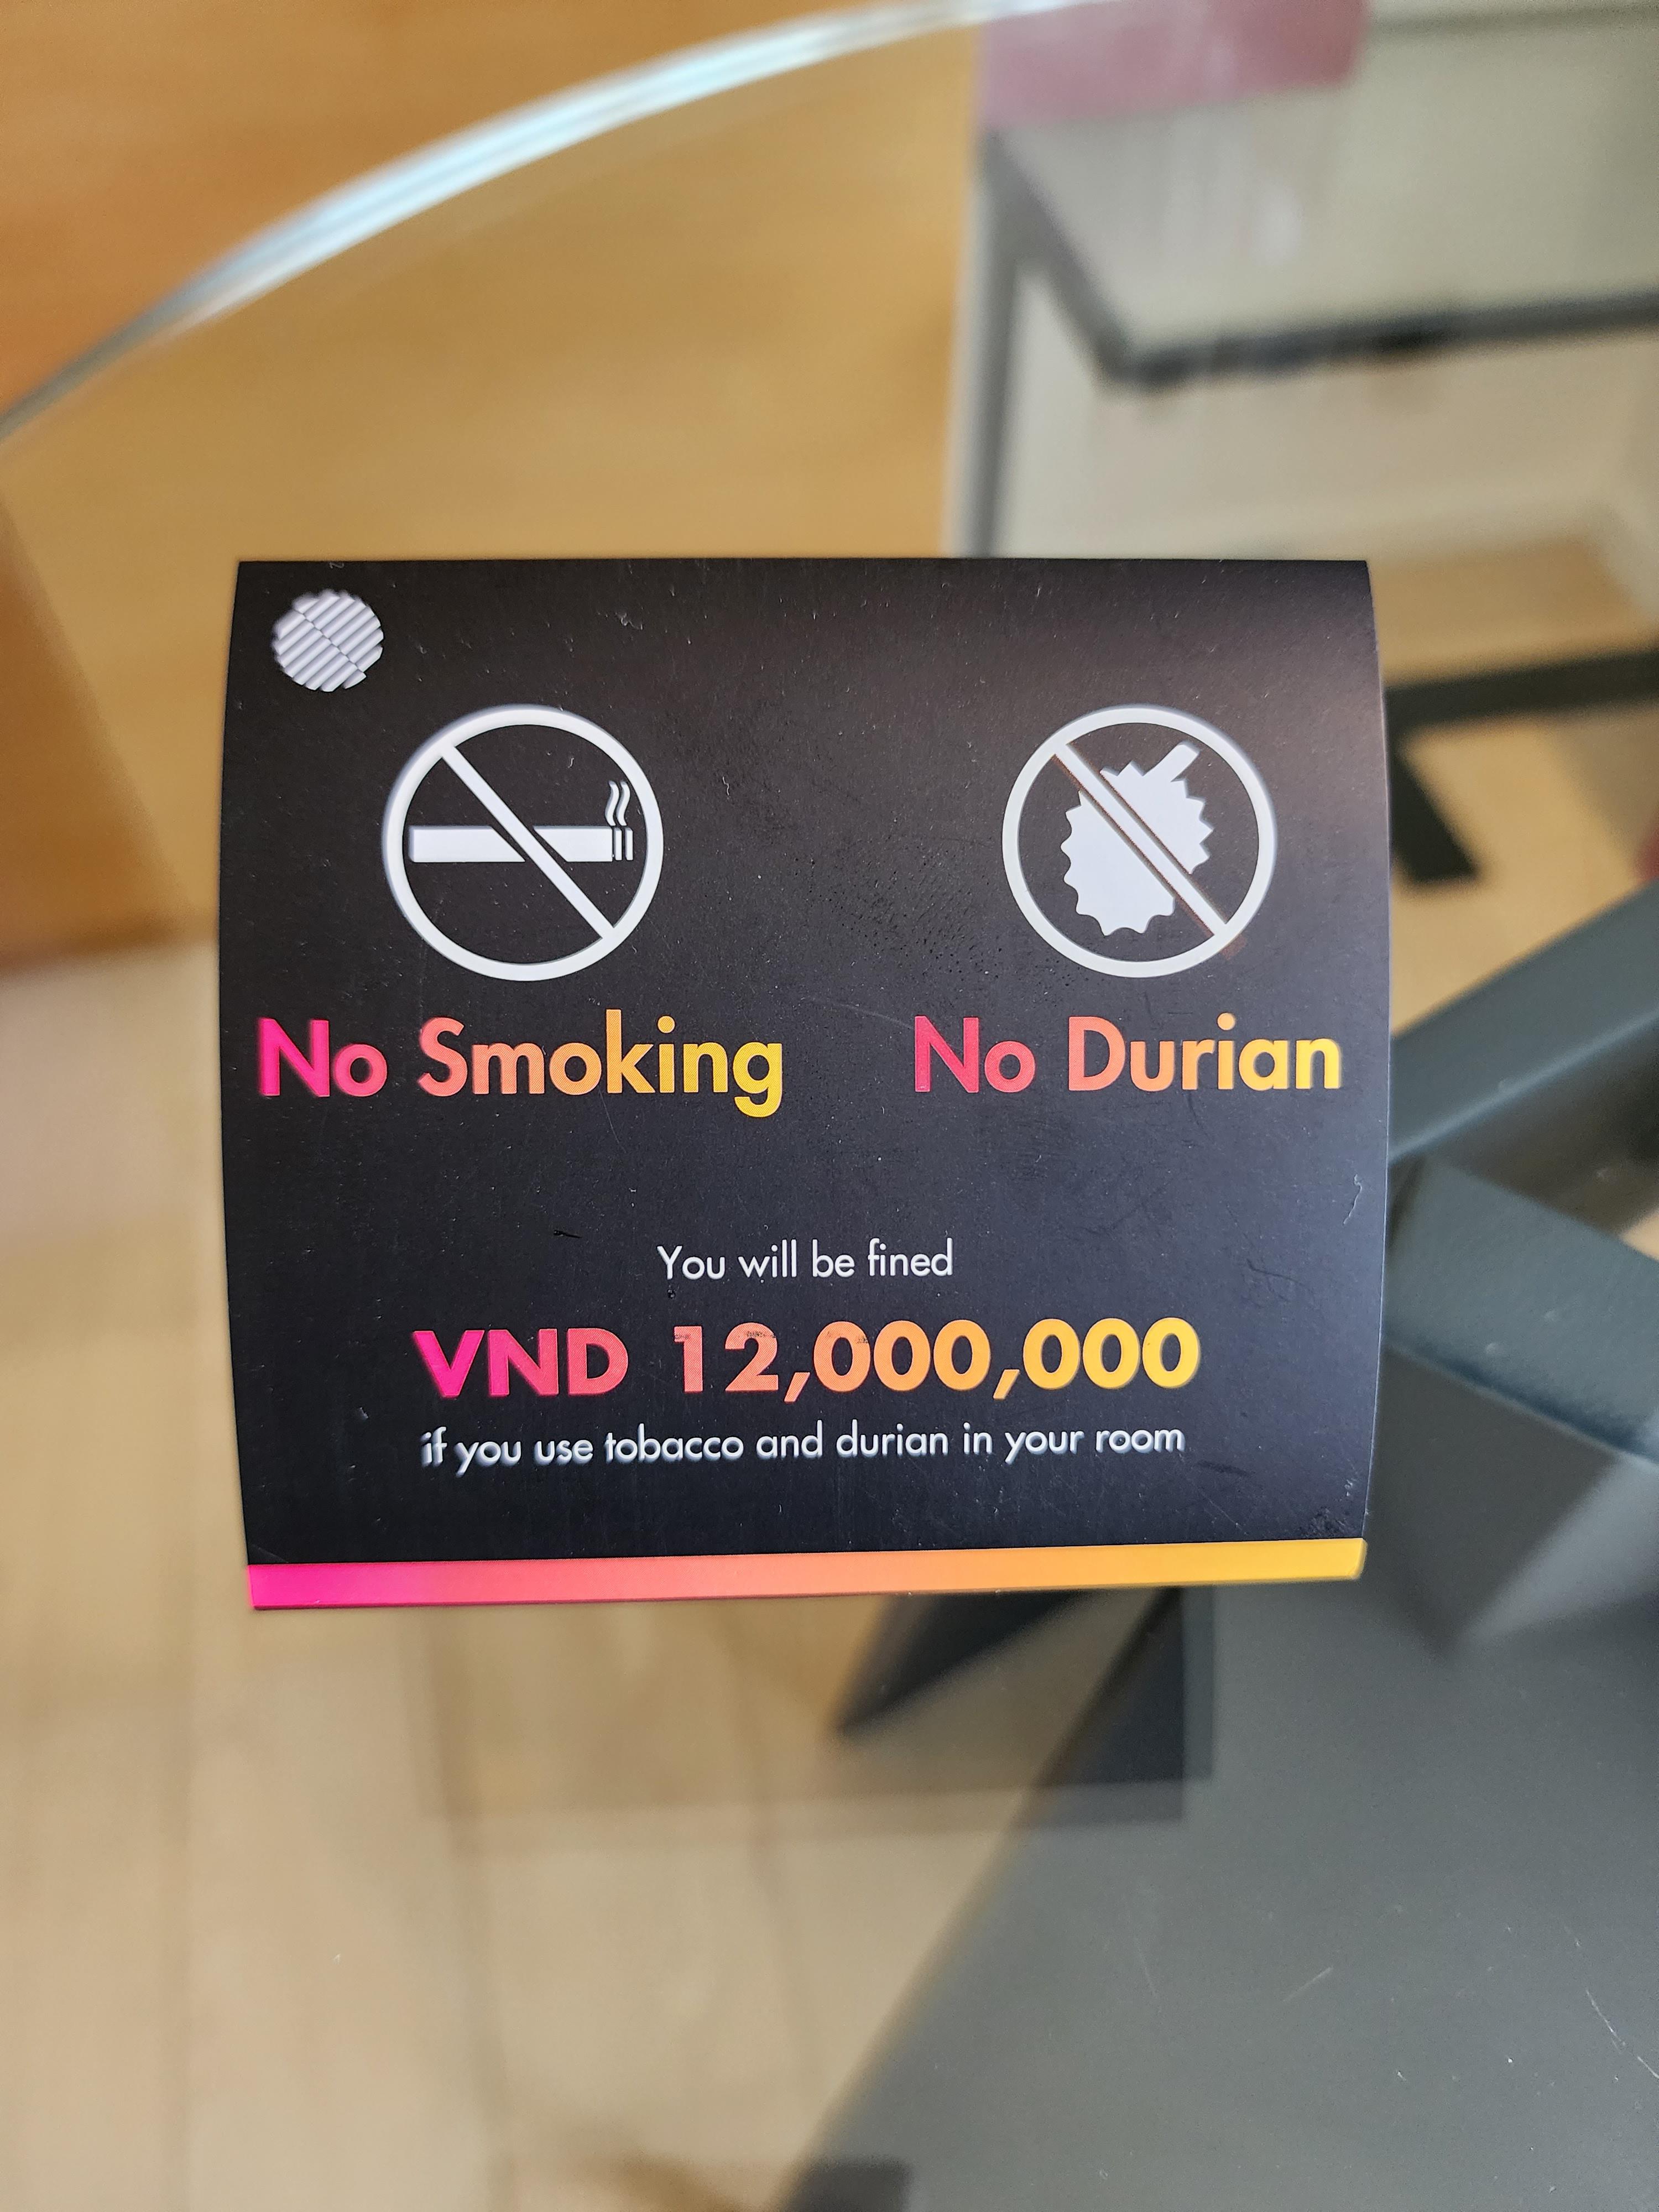 No Smoking No Durian
You will be fined
VND 12,000,000
if you use tobacco and durian in your room